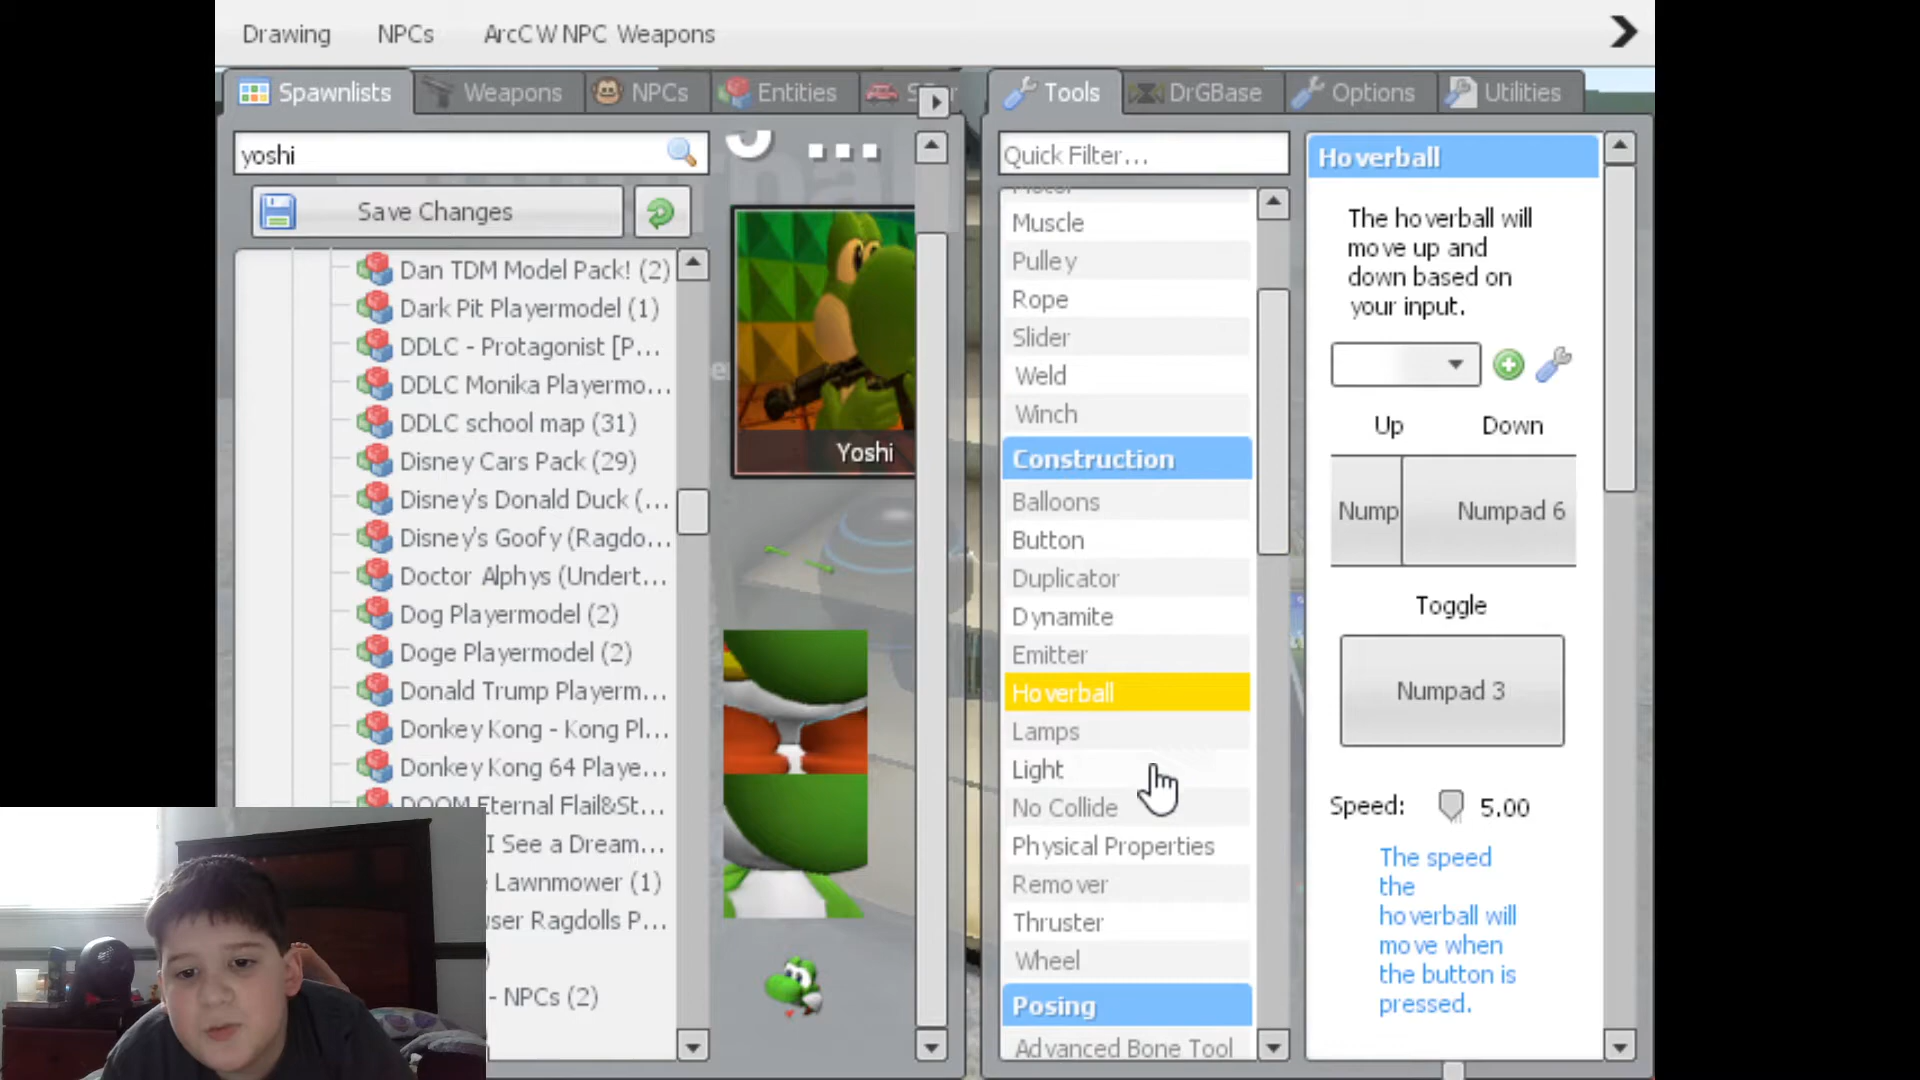 Drawing NPCs ArcCW NPC Weapons
Spawnlists Weapons NPCs Entities
Tools DrGBase Options Utilities
yoshi
Save Changes
Dan TDM Model Pack! (2)
Dark Pit Playermodel (1)
DDLC - Protagonist [P...
DDLC Monika Playermo...
DDLC school map (31)
Disney Cars Pack (29)
Disney's Donald Duck (...
Disney's Goofy (Ragdo...
Doctor Alphys (Undert...
Dog Playermodel (2)
Doge Playermodel (2)
Donald Trump Playerm...
Donkey Kong - Kong Pl...
Donkey Kong 64 Playe...
DOOM Eternal Flail&St...
I See a Dream...
Lawnmower (1)
user Ragdolls P...
- NPCs (2)
Yoshi
Quick Filter...
Motor
Muscle
Pulley
Rope
Slider
Weld
Winch
Construction
Balloons
Button
Duplicator
Dynamite
Emitter
Hoverball
Lamps
Light
No Collide
Physical Properties
Remover
Thruster
Wheel
Posing
Advanced Bone Tool
Hoverball
The hoverball will
move up and
down based on
your input.
Up Down
Nump Numpad 6
Toggle
Numpad 3
Speed: 5.00
The speed
the
hoverball will
move when
the button is
pressed.